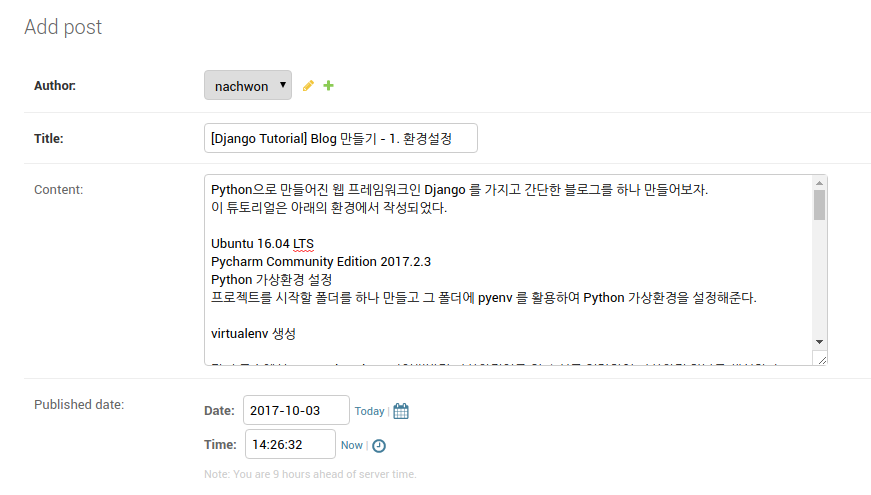 Add post
Author:
nachwon
Title:
[Django Tutorial] Blog 만들기 - 1. 환경설정
Content:
Python으로 만들어진 웹 프레임워크인 Django 를 가지고 간단한 블로그를 하나 만들어보자.
이 튜토리얼은 아래의 환경에서 작성되었다.
Ubuntu 16.04 LTS
Pycharm Community Edition 2017.2.3
Python 가상환경 설정
프로젝트를 시작할 폴더를 하나 만들고 그 폴더에 pyenv 를 활용하여 Python 가상환경을 설정해준다.
virtualenv 생성
Published date:
Date: 2017-10-03 Today |
Time: 14:26:32 Now |
Note: You are 9 hours ahead of server time.